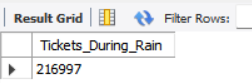 Result Grid Filter Rows:
Tickets_During_Rain
216997